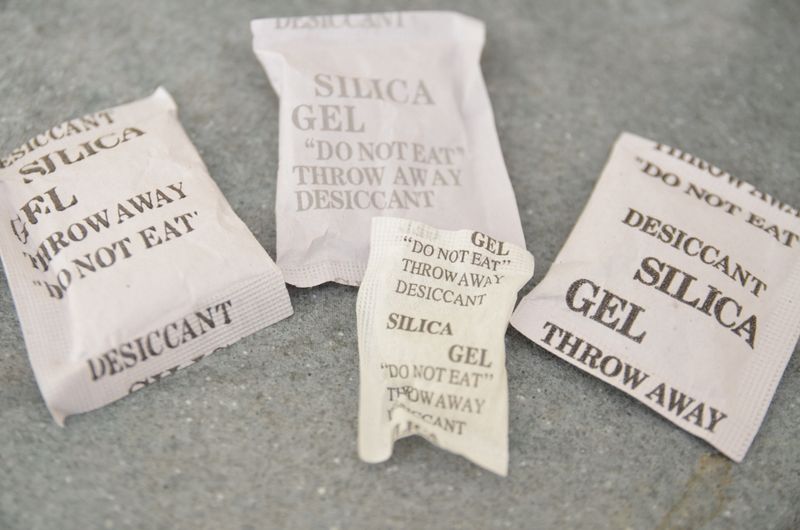 DESICCANT
SILICA
GEL
THROW AWAY
"DO NOT EAT"
DESICCANT
DESICCANT
SILICA
GEL
"DO NOT EAT"
THROW AWAY
DESICCANT
GEL
"DO NOT EAT"
THROW AWAY
DESICCANT
SILICA
GEL
"DO NOT EAT"
THROW AWAY
DESICCANT
THROW AWAY
"DO NOT EAT
DESICCANT
SILICA
GEL
THROW AWAY